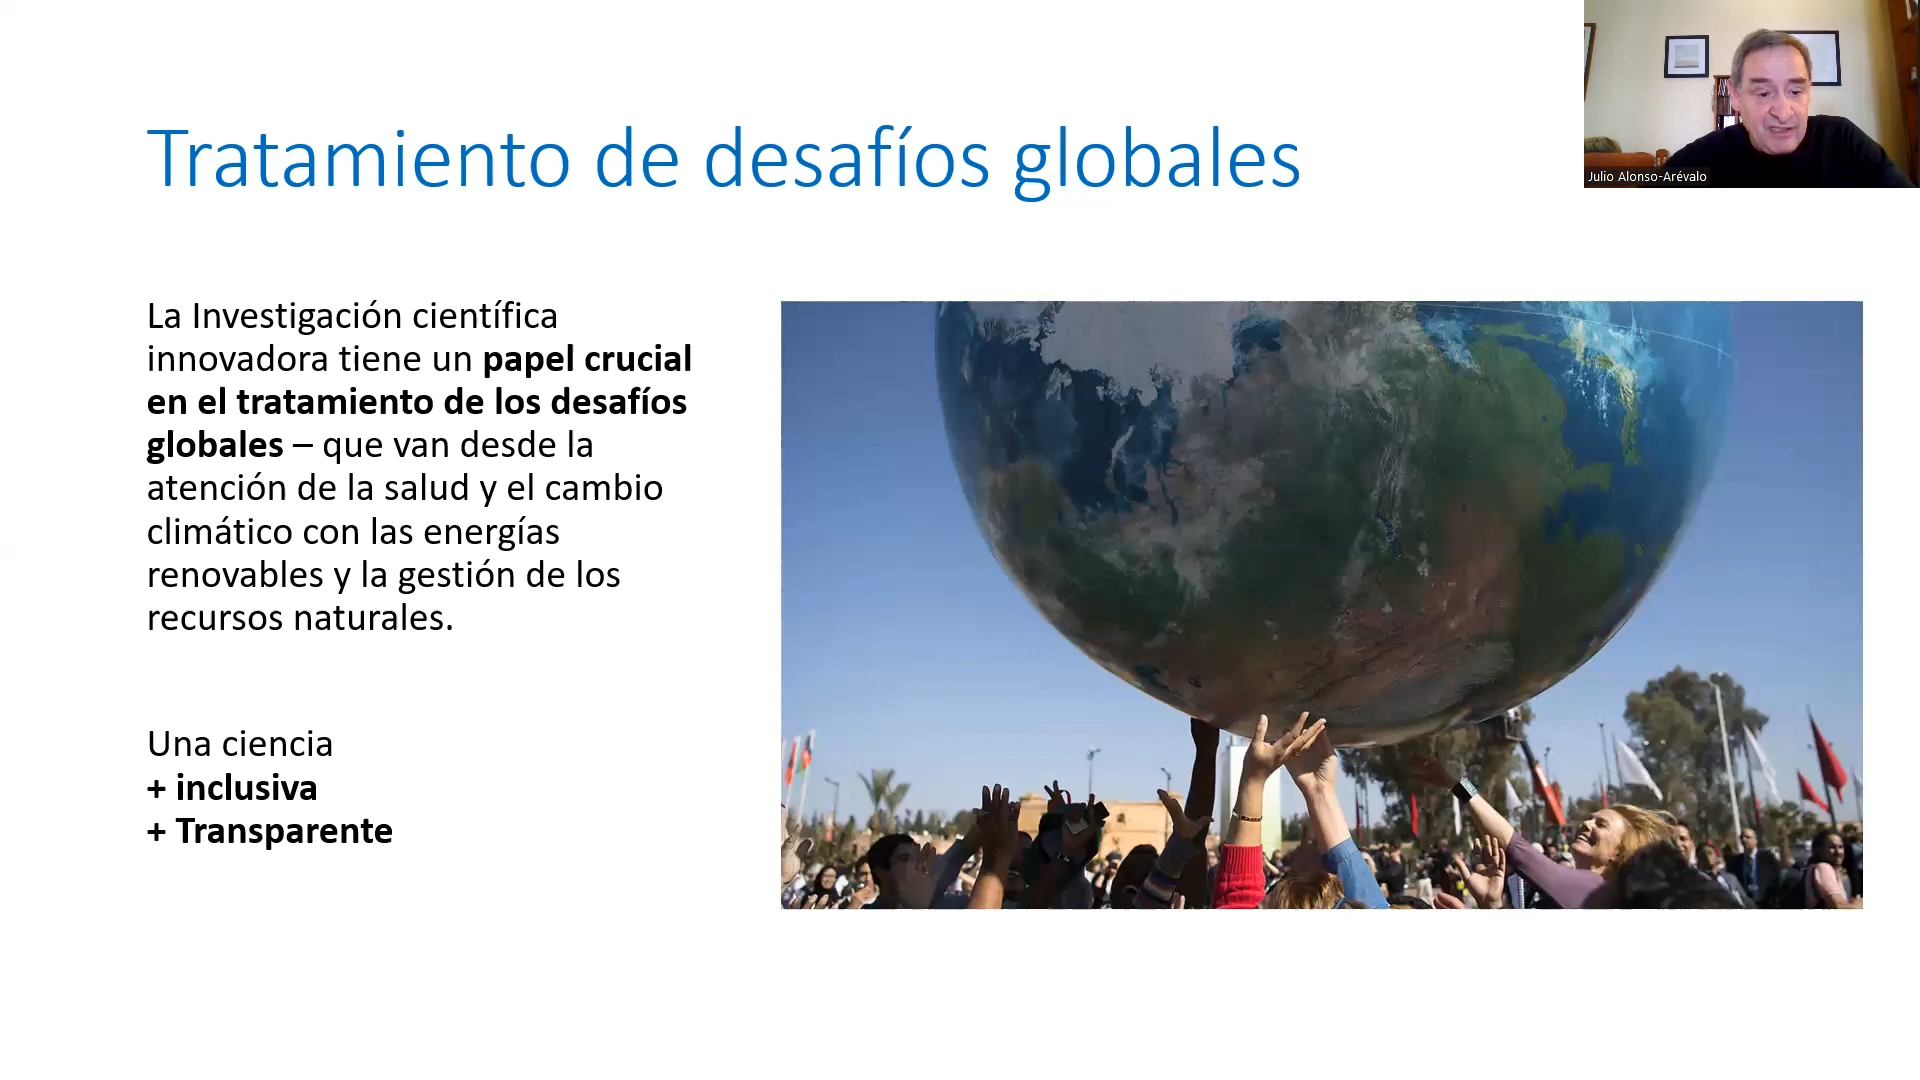 Tratamiento de desafíos globales
Julio Alonso-Arévalo
La Investigación científica
innovadora tiene un papel crucial
en el tratamiento de los desafíos
globales – que van desde la
atención de la salud y el cambio
climático con las energías
renovables y la gestión de los
recursos naturales.
Una ciencia
+ inclusiva
+ Transparente